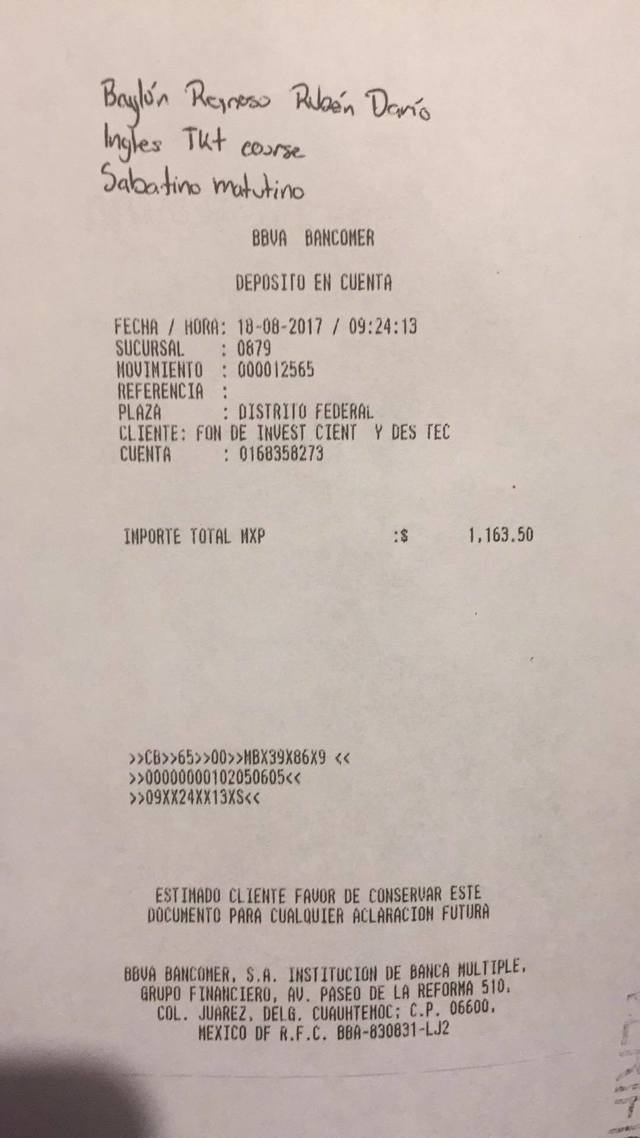 Baylón Reynoso Rubén Darío
Ingles TKT course
Sabatino matutino
BBVA BANCOMER
DEPOSITO EN CUENTA
FECHA / HORA: 18-08-2017 / 09:24:13
SUCURSAL : 0879
MOVIMIENTO : 000012565
REFERENCIA :
PLAZA : DISTRITO FEDERAL
CLIENTE: FON DE INVEST CIENT Y DES TEC
CUENTA : 0168358273
IMPORTE TOTAL MXP :$ 1,163.50
>>CB>>65>>00>>MBX39X86X9 <<
>>00000000102050605<<
>>09XX24XX13XS<<
ESTIMADO CLIENTE FAVOR DE CONSERVAR ESTE
DOCUMENTO PARA CUALQUIER ACLARACION FUTURA
BBVA BANCOMER, S.A. INSTITUCION DE BANCA MULTIPLE,
GRUPO FINANCIERO, AV. PASEO DE LA REFORMA 510,
COL. JUAREZ, DELG. CUAUHTEMOC; C.P. 06600,
MEXICO DF R.F.C. BBA-830831-LJ2